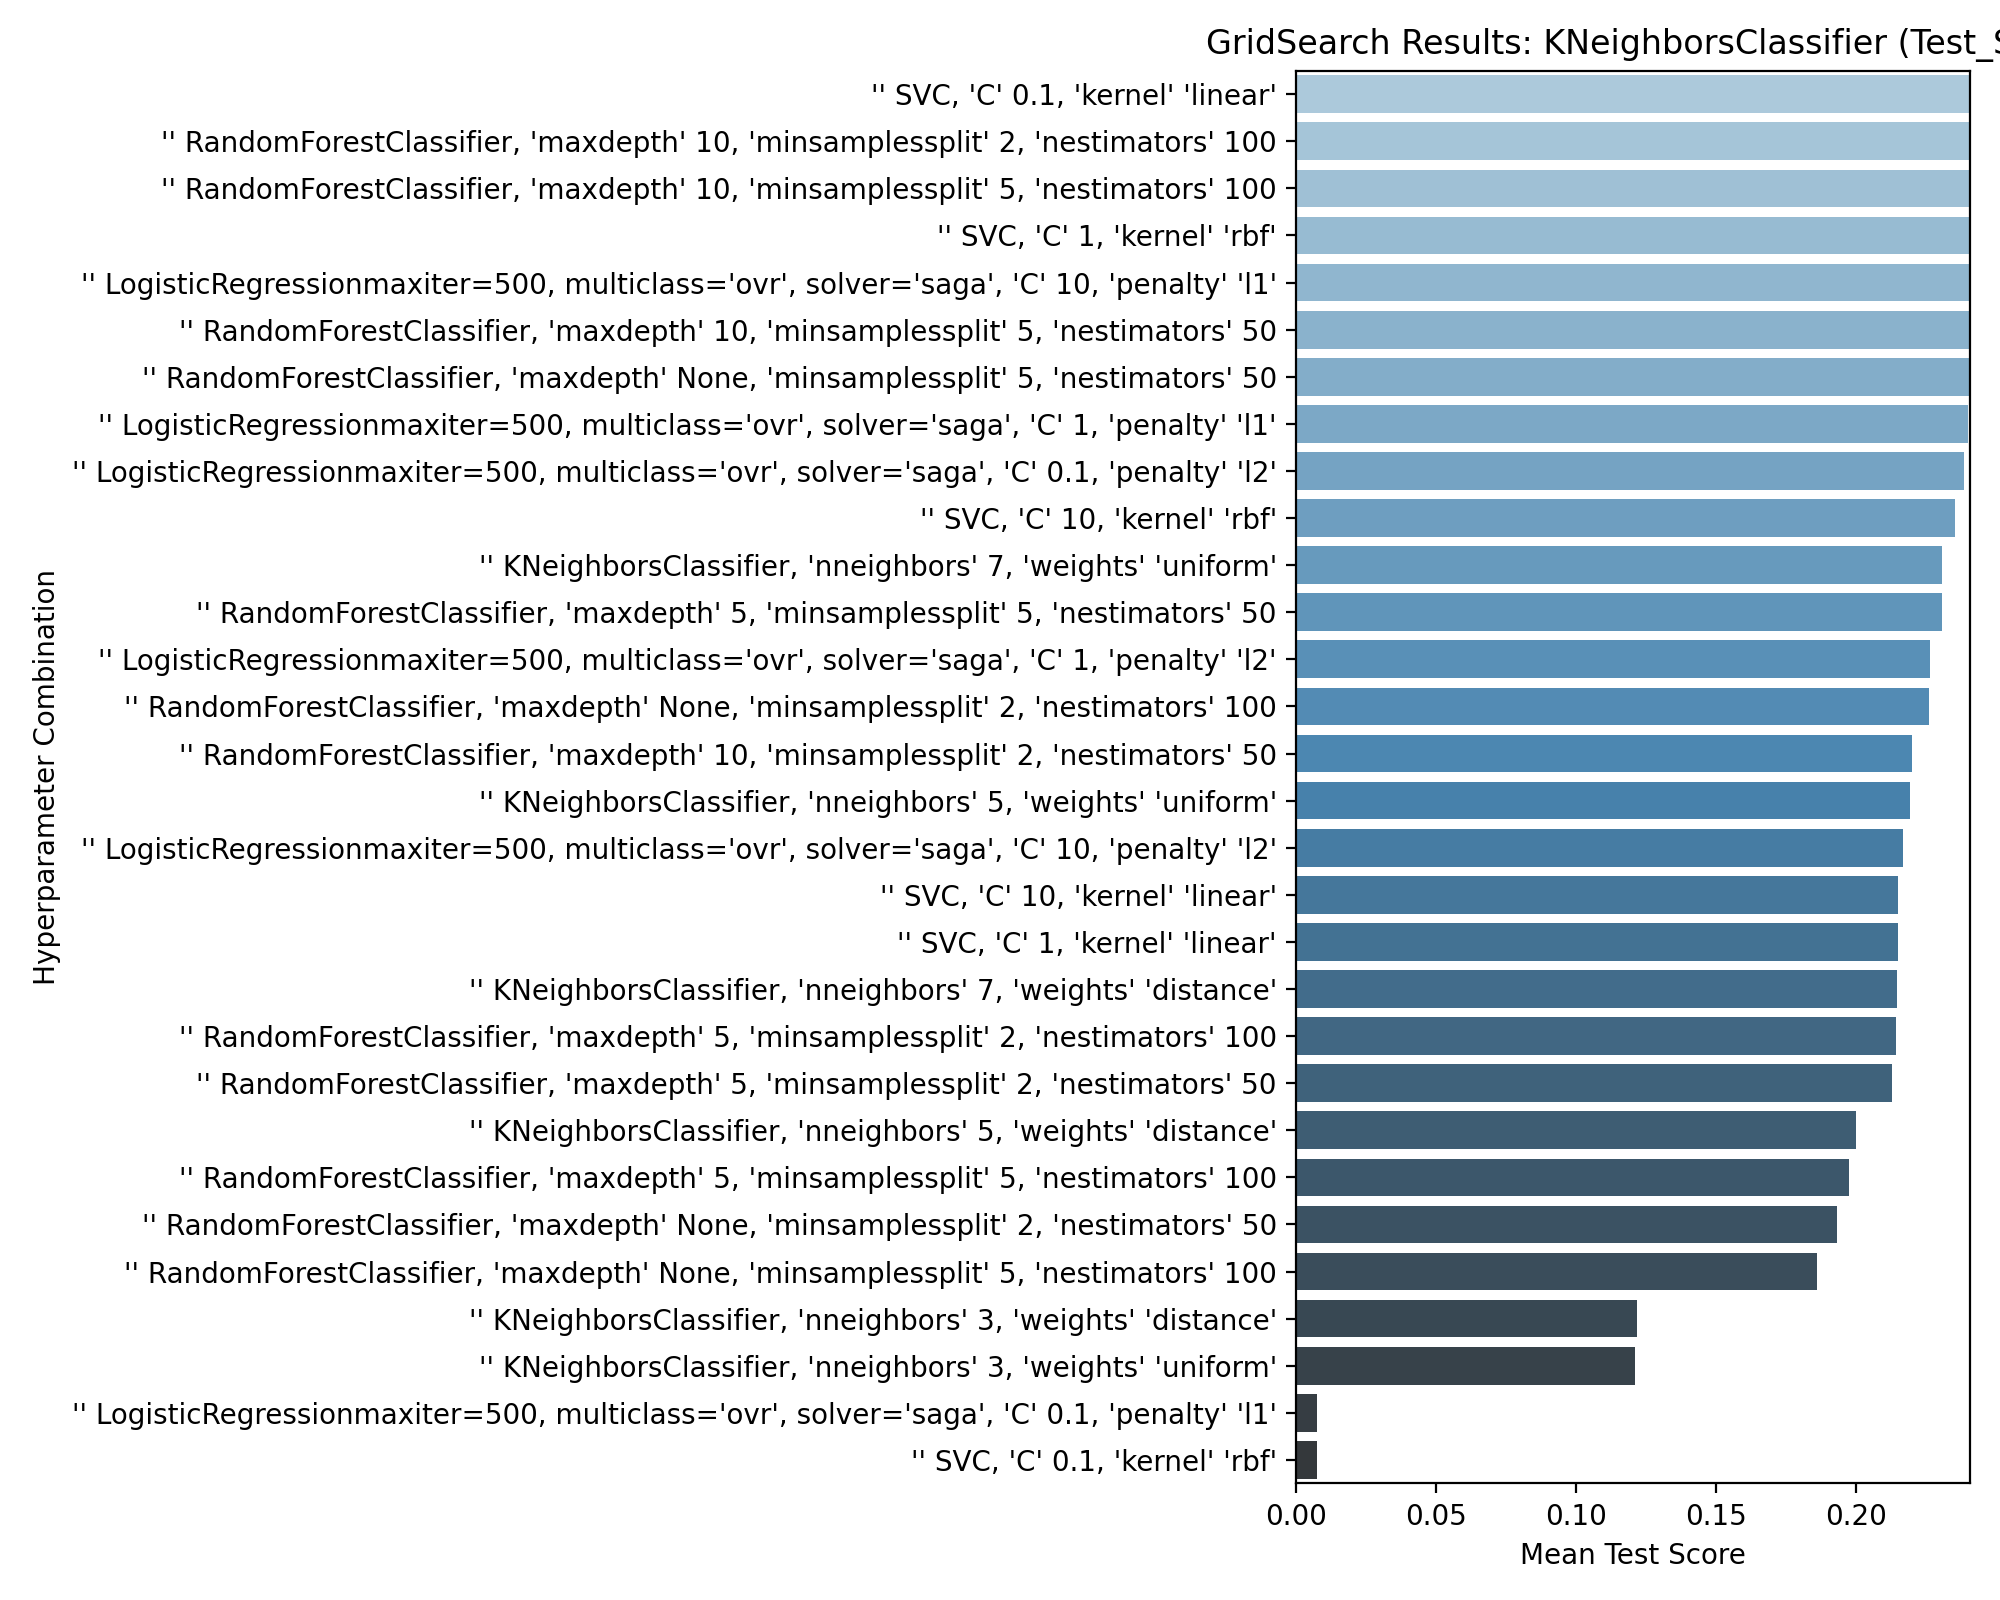 GridSearch Results: KNeighborsClassifier (Test_S
'' SVC, 'C' 0.1, 'kernel' 'linear'
'' RandomForestClassifier, 'maxdepth' 10, 'minsamplessplit' 2, 'nestimators' 100
'' RandomForestClassifier, 'maxdepth' 10, 'minsamplessplit' 5, 'nestimators' 100
'' SVC, 'C' 1, 'kernel' 'rbf'
'' LogisticRegressionmaxiter=500, multiclass='ovr', solver='saga', 'C' 10, 'penalty' 'l1'
'' RandomForestClassifier, 'maxdepth' 10, 'minsamplessplit' 5, 'nestimators' 50
'' RandomForestClassifier, 'maxdepth' None, 'minsamplessplit' 5, 'nestimators' 50
'' LogisticRegressionmaxiter=500, multiclass='ovr', solver='saga', 'C' 1, 'penalty' 'l1'
'' LogisticRegressionmaxiter=500, multiclass='ovr', solver='saga', 'C' 0.1, 'penalty' 'l2'
'' SVC, 'C' 10, 'kernel' 'rbf'
'' KNeighborsClassifier, 'nneighbors' 7, 'weights' 'uniform'
'' RandomForestClassifier, 'maxdepth' 5, 'minsamplessplit' 5, 'nestimators' 50
'' LogisticRegressionmaxiter=500, multiclass='ovr', solver='saga', 'C' 1, 'penalty' 'l2'
'' RandomForestClassifier, 'maxdepth' None, 'minsamplessplit' 2, 'nestimators' 100
'' RandomForestClassifier, 'maxdepth' 10, 'minsamplessplit' 2, 'nestimators' 50
'' KNeighborsClassifier, 'nneighbors' 5, 'weights' 'uniform'
'' LogisticRegressionmaxiter=500, multiclass='ovr', solver='saga', 'C' 10, 'penalty' 'l2'
'' SVC, 'C' 10, 'kernel' 'linear'
'' SVC, 'C' 1, 'kernel' 'linear'
'' KNeighborsClassifier, 'nneighbors' 7, 'weights' 'distance'
'' RandomForestClassifier, 'maxdepth' 5, 'minsamplessplit' 2, 'nestimators' 100
'' RandomForestClassifier, 'maxdepth' 5, 'minsamplessplit' 2, 'nestimators' 50
'' KNeighborsClassifier, 'nneighbors' 5, 'weights' 'distance'
'' RandomForestClassifier, 'maxdepth' 5, 'minsamplessplit' 5, 'nestimators' 100
'' RandomForestClassifier, 'maxdepth' None, 'minsamplessplit' 2, 'nestimators' 50
'' RandomForestClassifier, 'maxdepth' None, 'minsamplessplit' 5, 'nestimators' 100
'' KNeighborsClassifier, 'nneighbors' 3, 'weights' 'distance'
'' KNeighborsClassifier, 'nneighbors' 3, 'weights' 'uniform'
'' LogisticRegressionmaxiter=500, multiclass='ovr', solver='saga', 'C' 0.1, 'penalty' 'l1'
'' SVC, 'C' 0.1, 'kernel' 'rbf'
Hyperparameter Combination
0.00 0.05 0.10 0.15 0.20
Mean Test Score